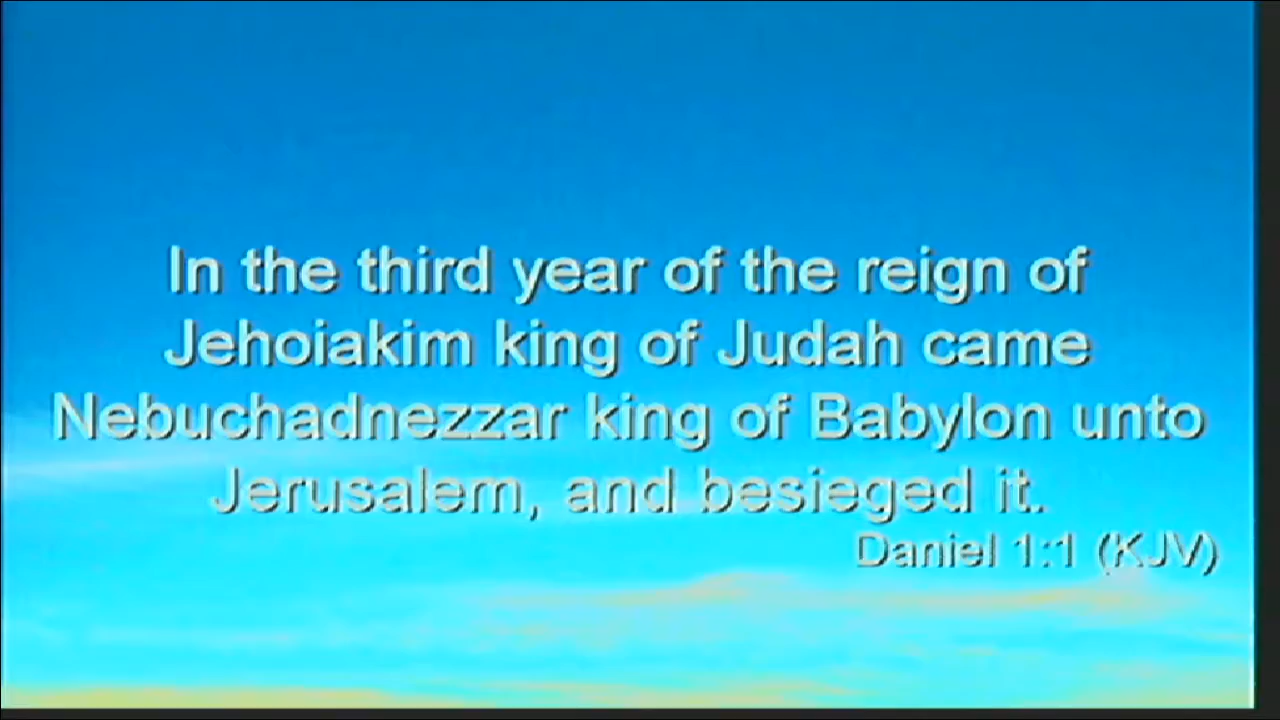 In the third year of the reign of
Jehoiakim king of Judah came
Nebuchadnezzar king of Babylon unto
Jerusalem, and besieged it.
Daniel 1:1 (KJV)